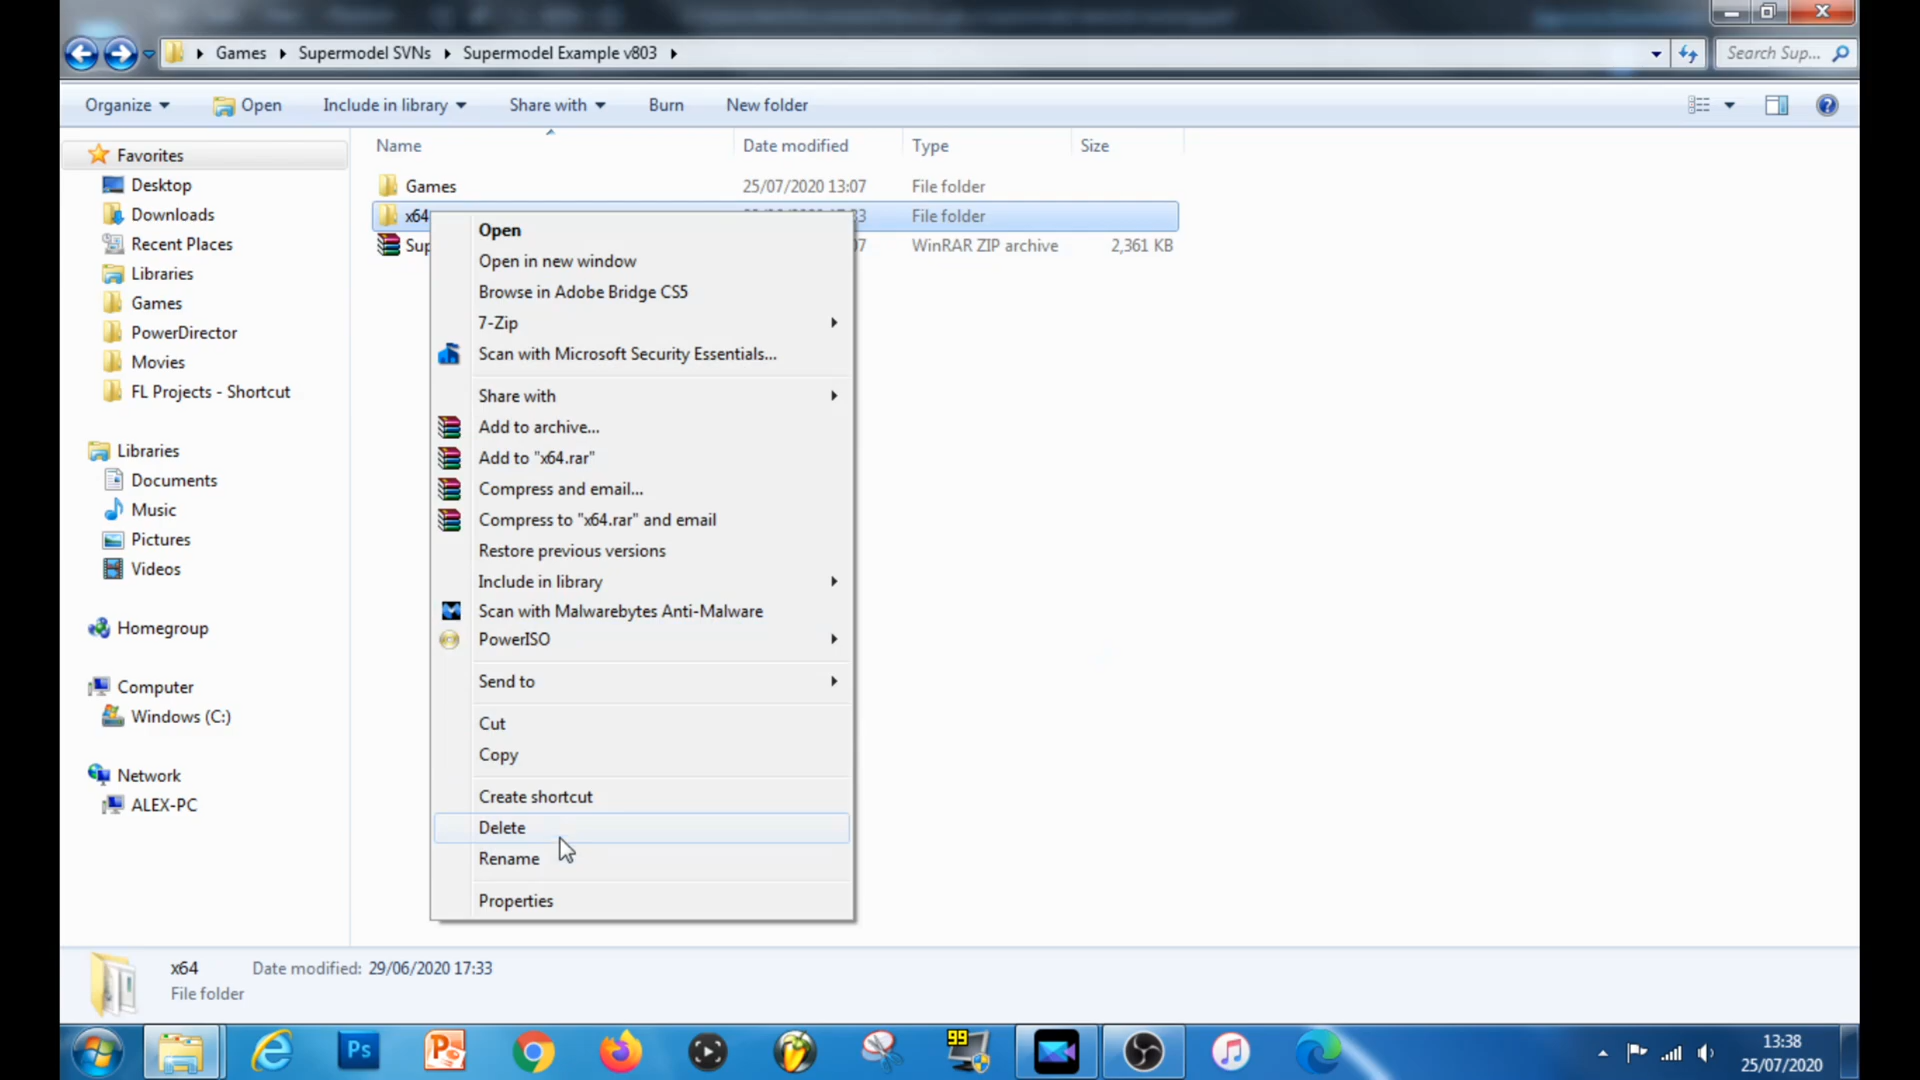 Games Supermodel SVNs Supermodel Example v803
Search Sup...
Organize Open Include in library Share with Burn New folder
Name Date modified Type Size
Favorites
Desktop
Downloads
Recent Places
Libraries
Games
PowerDirector
Movies
FL Projects - Shortcut
Libraries
Documents
Music
Pictures
Videos
Homegroup
Computer
Windows (C:)
Network
ALEX-PC
Games 25/07/2020 13:07 File folder
x64 File folder
Sup WinRAR ZIP archive 2,361 KB
Open
Open in new window
Browse in Adobe Bridge CS5
7-Zip
Scan with Microsoft Security Essentials...
Share with
Add to archive...
Add to "x64.rar"
Compress and email...
Compress to "x64.rar" and email
Restore previous versions
Include in library
Scan with Malwarebytes Anti-Malware
PowerISO
Send to
Cut
Copy
Create shortcut
Delete
Rename
Properties
x64 Date modified: 29/06/2020 17:33
File folder
Ps
99
13:38
25/07/2020